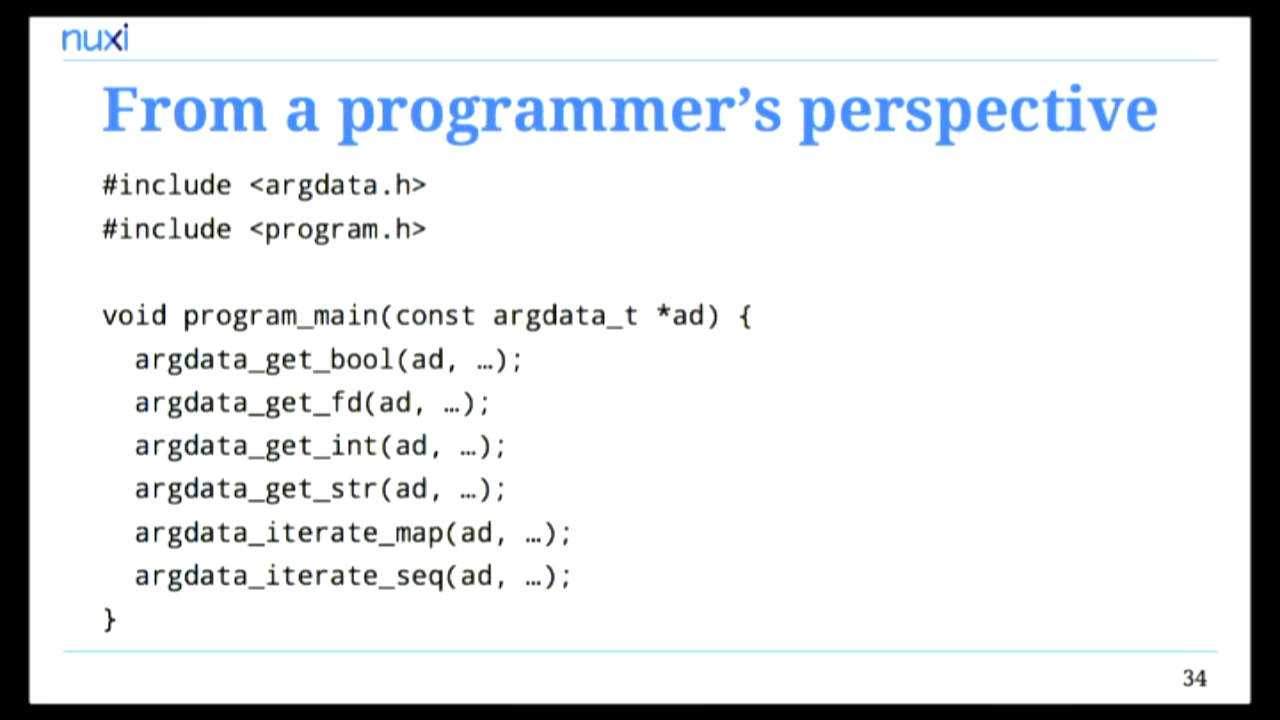 nuxi
From a programmer’s perspective
#include <argdata.h>
#include <program.h>
void program_main(const argdata_t *ad) {
argdata_get_bool(ad, …);
argdata_get_fd(ad, …);
argdata_get_int(ad, …);
argdata_get_str(ad, …);
argdata_iterate_map(ad, …);
argdata_iterate_seq(ad, …);
}
34